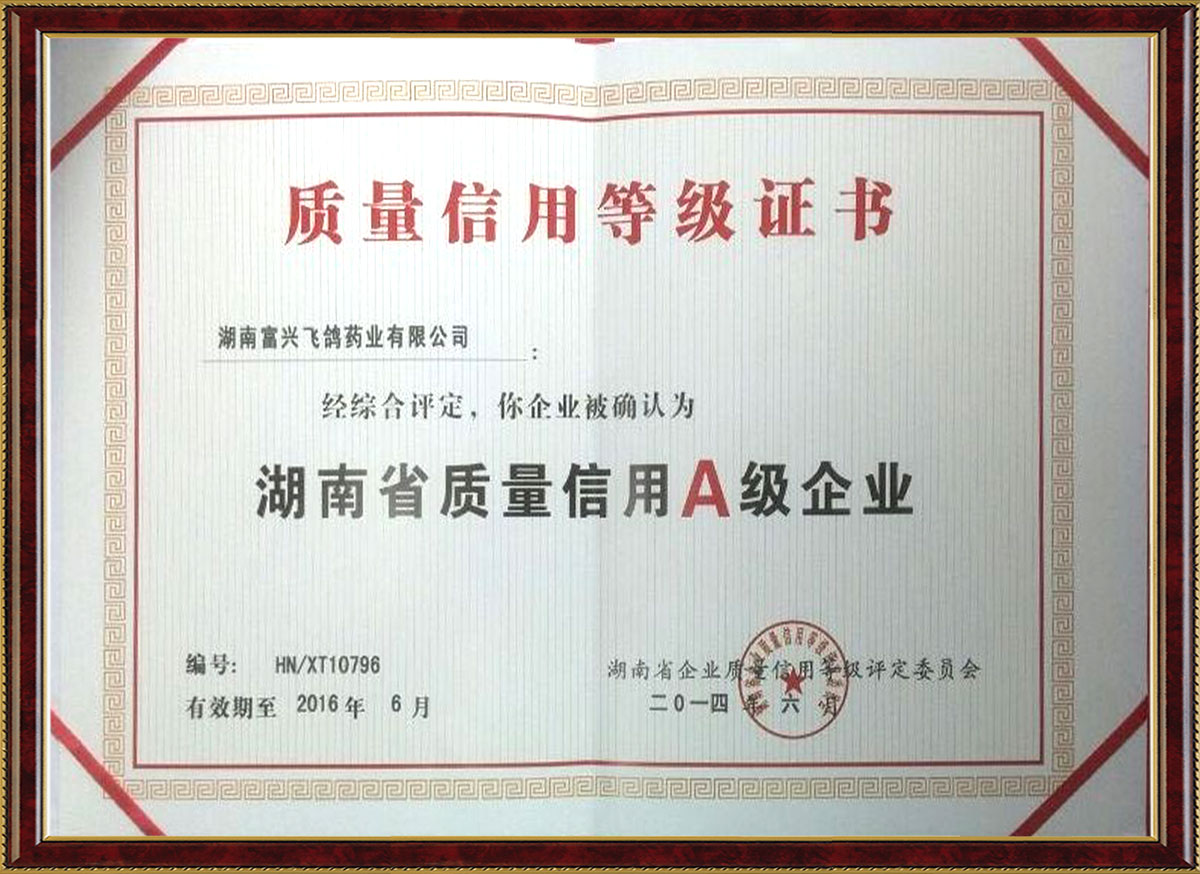 质量信用等级证书
湖南富兴飞鸽药业有限公司：
经综合评定，你企业被确认为
湖南省质量信用A级企业
编号： HN/XT10796
有效期至 2016 年 6 月
湖南省企业质量信用等级评定委员会
二0一四 年 六 月